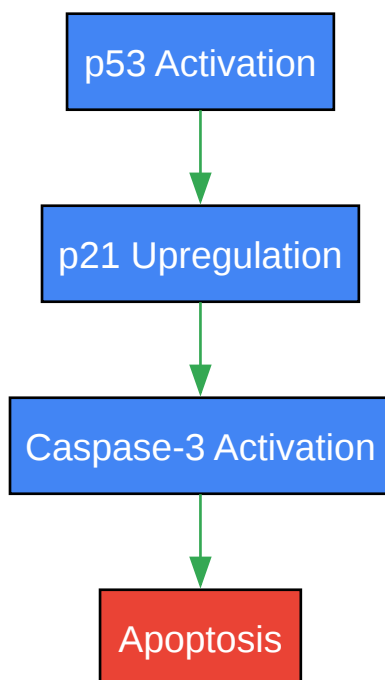 p53 Activation
p21 Upregulation
Caspase-3 Activation
Apoptosis